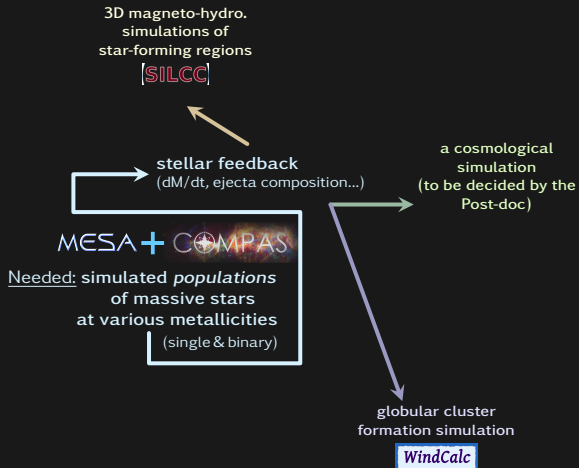 3D magneto-hydro.
simulations of
star-forming regions
[SILCC]
stellar feedback
(dM/dt, ejecta composition...)
a cosmological
simulation
(to be decided by the
Post-doc)
MESA + COMPAS
Needed: simulated populations
of massive stars
at various metallicities
(single & binary)
globular cluster
formation simulation
WindCalc